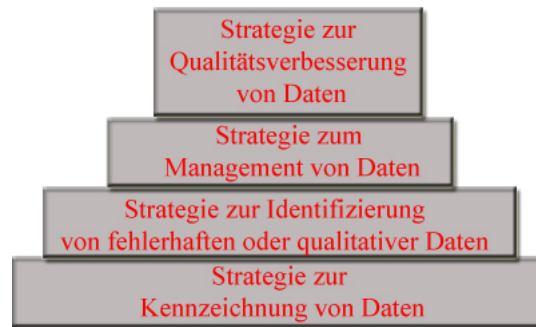 Strategie zur
Qualitätsverbesserung
von Daten
Strategie zum
Management von Daten
Strategie zur Identifizierung
von fehlerhaften oder qualitativer Daten
Strategie zur
Kennzeichnung von Daten